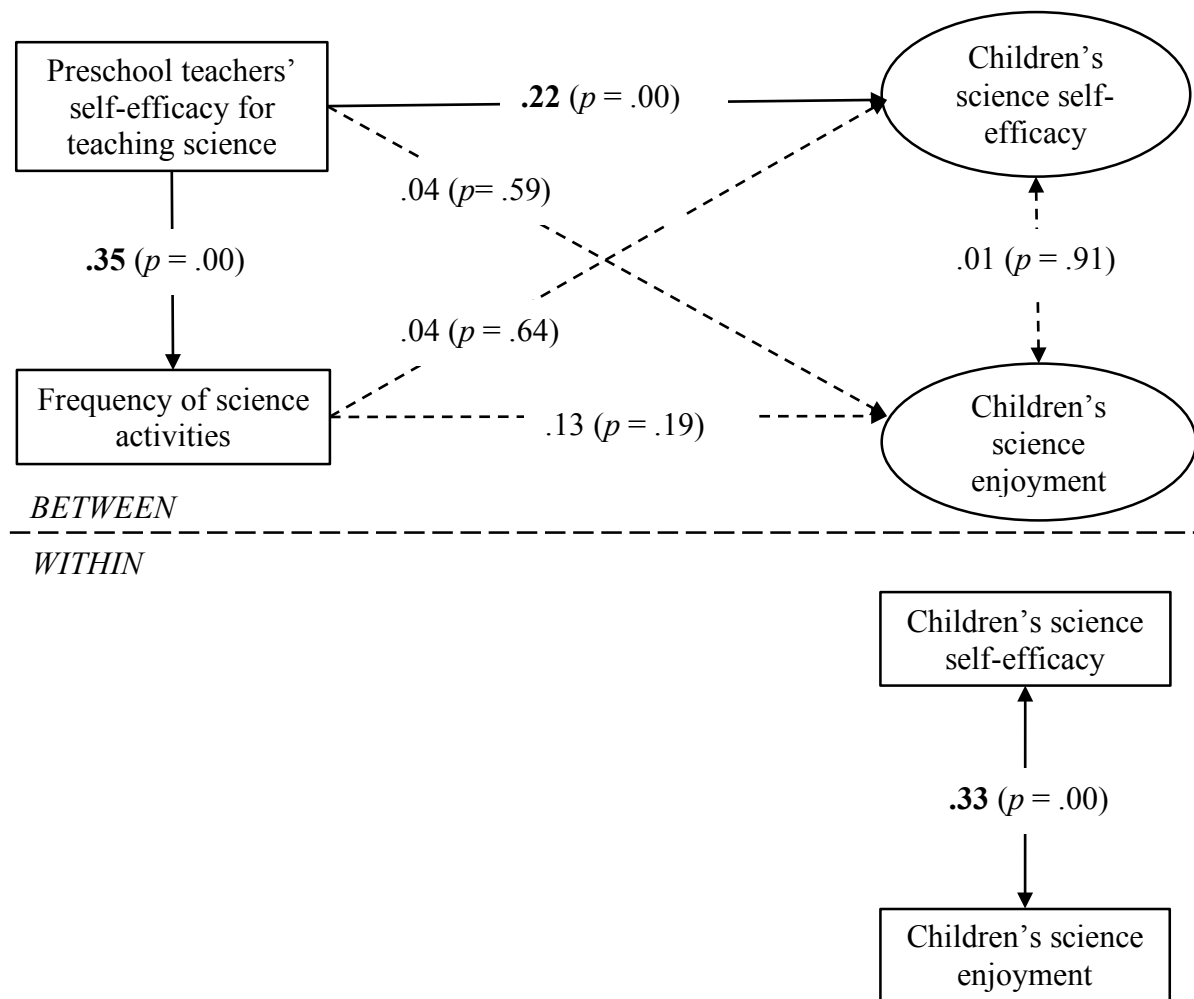 Preschool teachers’
self-efficacy for
teaching science
.22 (p = .00)
Children’s
science self-
efficacy
.04 (p= .59)
.35 (p = .00)
.01 (p = .91)
.04 (p = .64)
Frequency of science
activities
.13 (p = .19)
Children’s
science
enjoyment
BETWEEN
WITHIN
Children’s science
self-efficacy
.33 (p = .00)
Children’s science
enjoyment